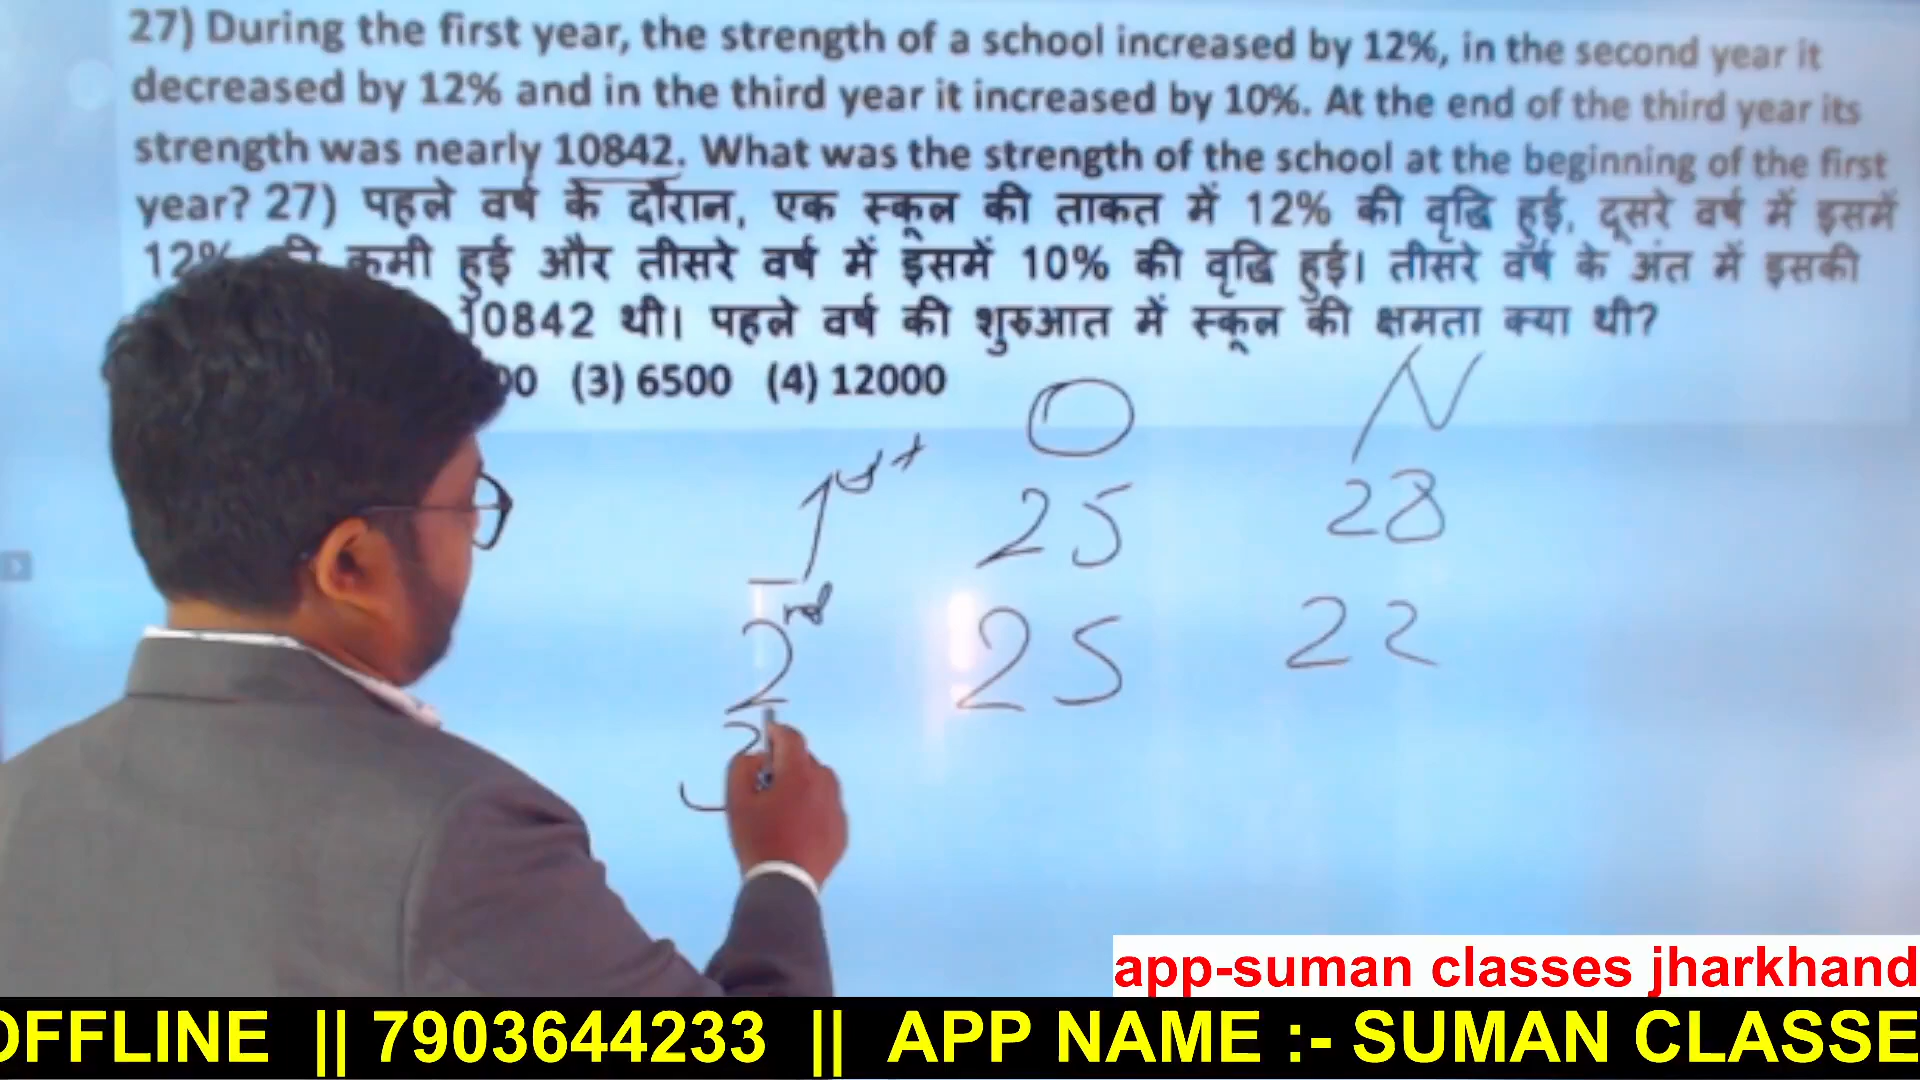 27) During the first year, the strength of a school increased by 12%, in the second year it
decreased by 12% and in the third year it increased by 10%. At the end of the third year its
strength was nearly 10842. What was the strength of the school at the beginning of the first
year? 27) पहले वर्ष के दौरान, एक स्कूल की ताकत में 12% की वृद्धि हुई, दूसरे वर्ष में इसमें
12% की कमी हुई और तीसरे वर्ष में इसमें 10% की वृद्धि हुई। तीसरे वर्ष के अंत में इसकी
10842 थी। पहले वर्ष की शुरुआत में स्कूल की क्षमता क्या थी?
00 (3) 6500 (4) 12000
O N
1st 25 28
2nd 25 22
app-suman classes jharkhand
OFFLINE || 7903644233 || APP NAME :- SUMAN CLASSE